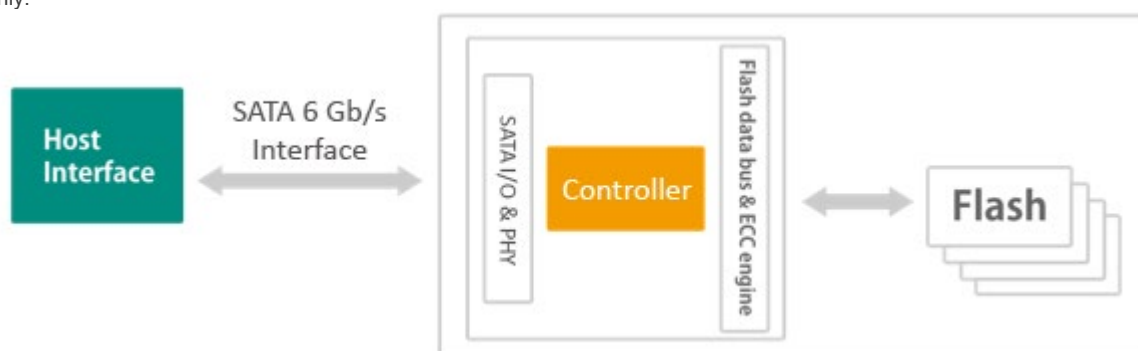 Host
Interface
SATA 6 Gb/s
Interface
SATA I/O & PHY
Controller
Flash data bus & ECC engine
Flash